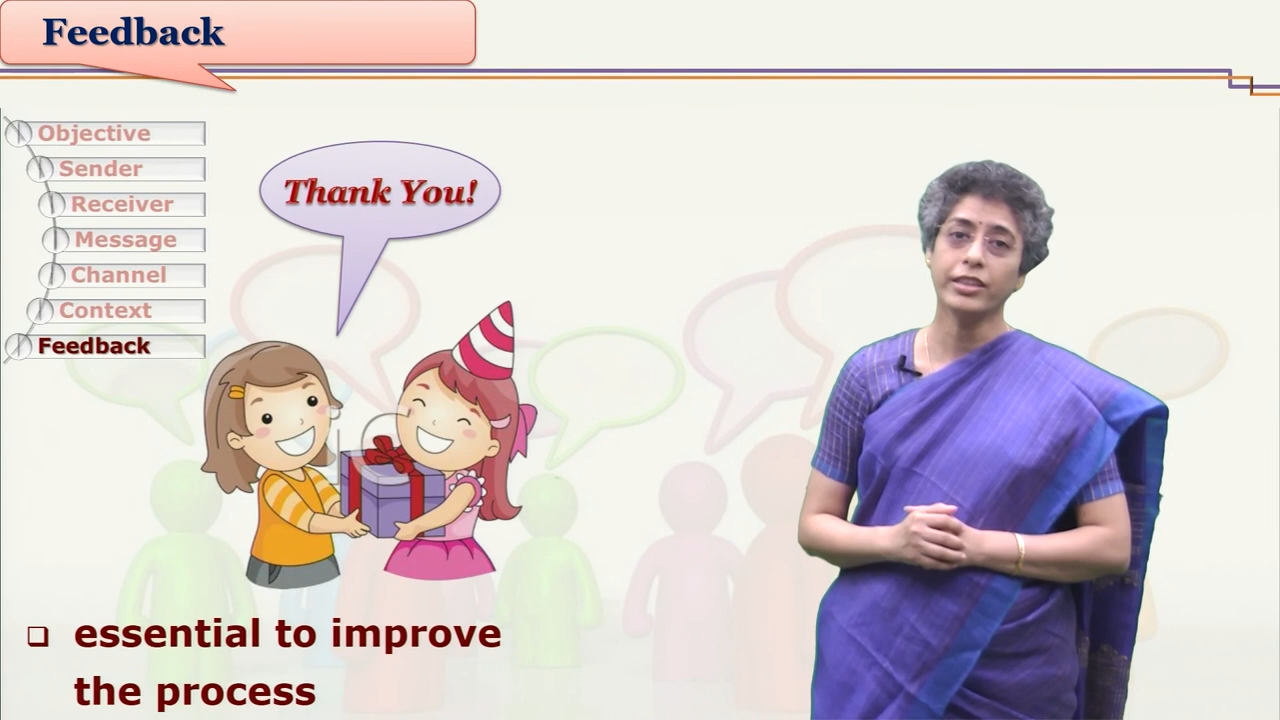 Feedback
Objective
Sender
Receiver
Message
Channel
Context
Feedback
Thank You!
essential to improve
the process